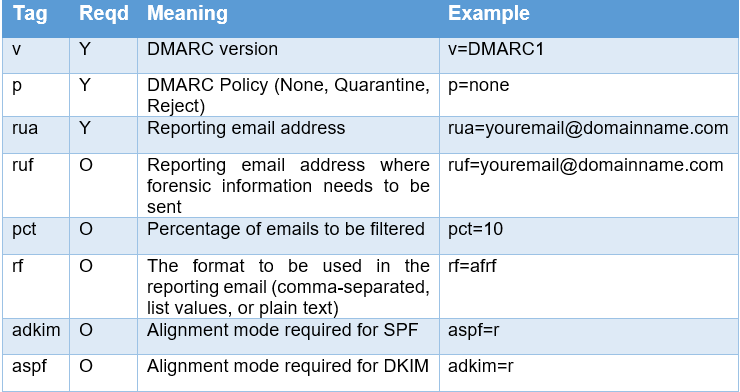 Tag Reqd Meaning Example
v Y DMARC version v=DMARC1
p Y DMARC Policy (None, Quarantine, p=none
Reject)
rua Y Reporting email address rua=youremail@domainname.com
ruf O Reporting email address where ruf=youremail@domainname.com
forensic information needs to be
sent
pct O Percentage of emails to be filtered pct=10
rf O The format to be used in the rf=afrf
reporting email (comma-separated,
list values, or plain text)
adkim O Alignment mode required for SPF aspf=r
aspf O Alignment mode required for DKIM adkim=r